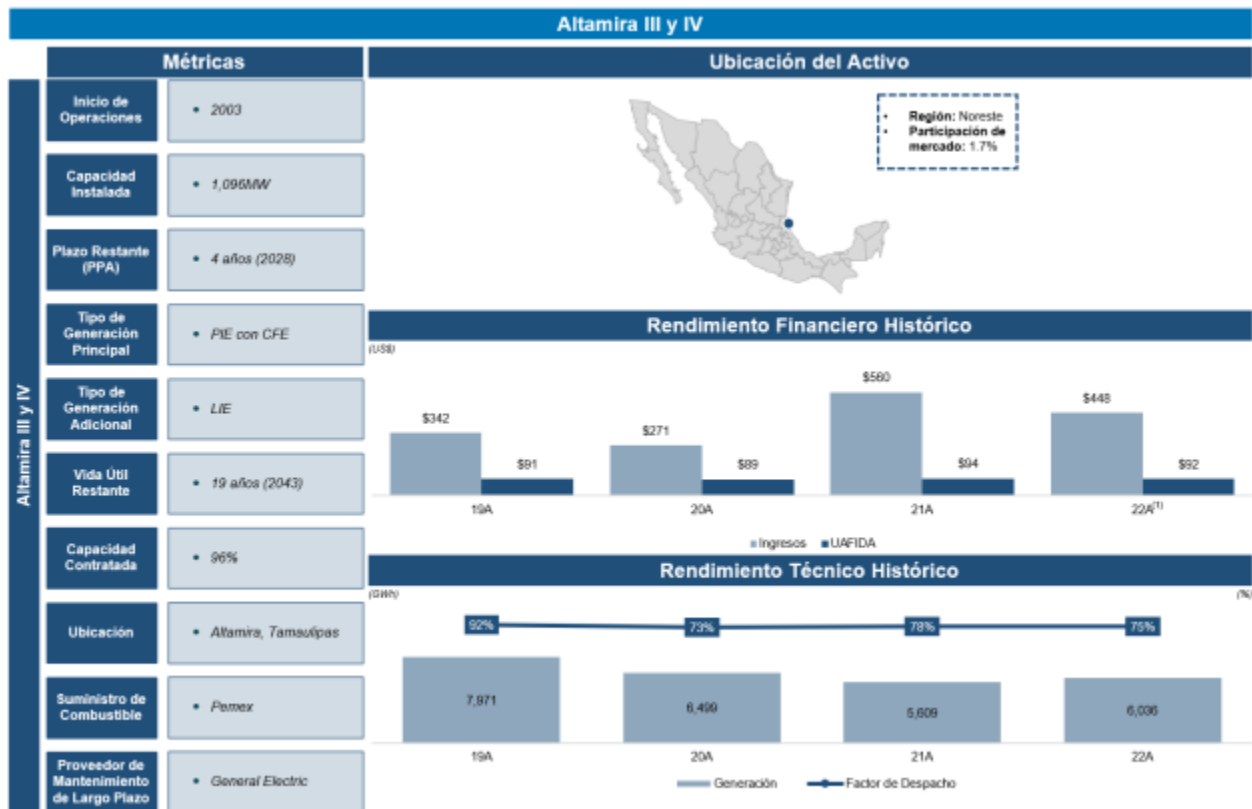 Altamira III y IV
Métricas
Ubicación del Activo
Altamira III y IV
Inicio de
Operaciones
• 2003
Capacidad
Instalada
• 1,096MW
Plazo Restante
(PPA)
• 4 años (2028)
Tipo de
Generación
Principal
• PIE con CFE
Tipo de
Generación
Adicional
• LIE
Vida Útil
Restante
• 19 años (2043)
Capacidad
Contratada
• 96%
Ubicación
• Altamira, Tamaulipas
Suministro de
Combustible
• Pemex
Proveedor de
Mantenimiento
de Largo Plazo
• General Electric
• Región: Noreste
• Participación de
mercado: 1.7%
Rendimiento Financiero Histórico
(US$)
$342
$91
$271
$89
$560
$94
$448
$92
19A
20A
21A
22A(1)
Ingresos
UAFIDA
Rendimiento Técnico Histórico
(GWh)
(%)
92%
73%
78%
75%
7,971
6,499
5,609
6,036
19A
20A
21A
22A
Generación
Factor de Despacho